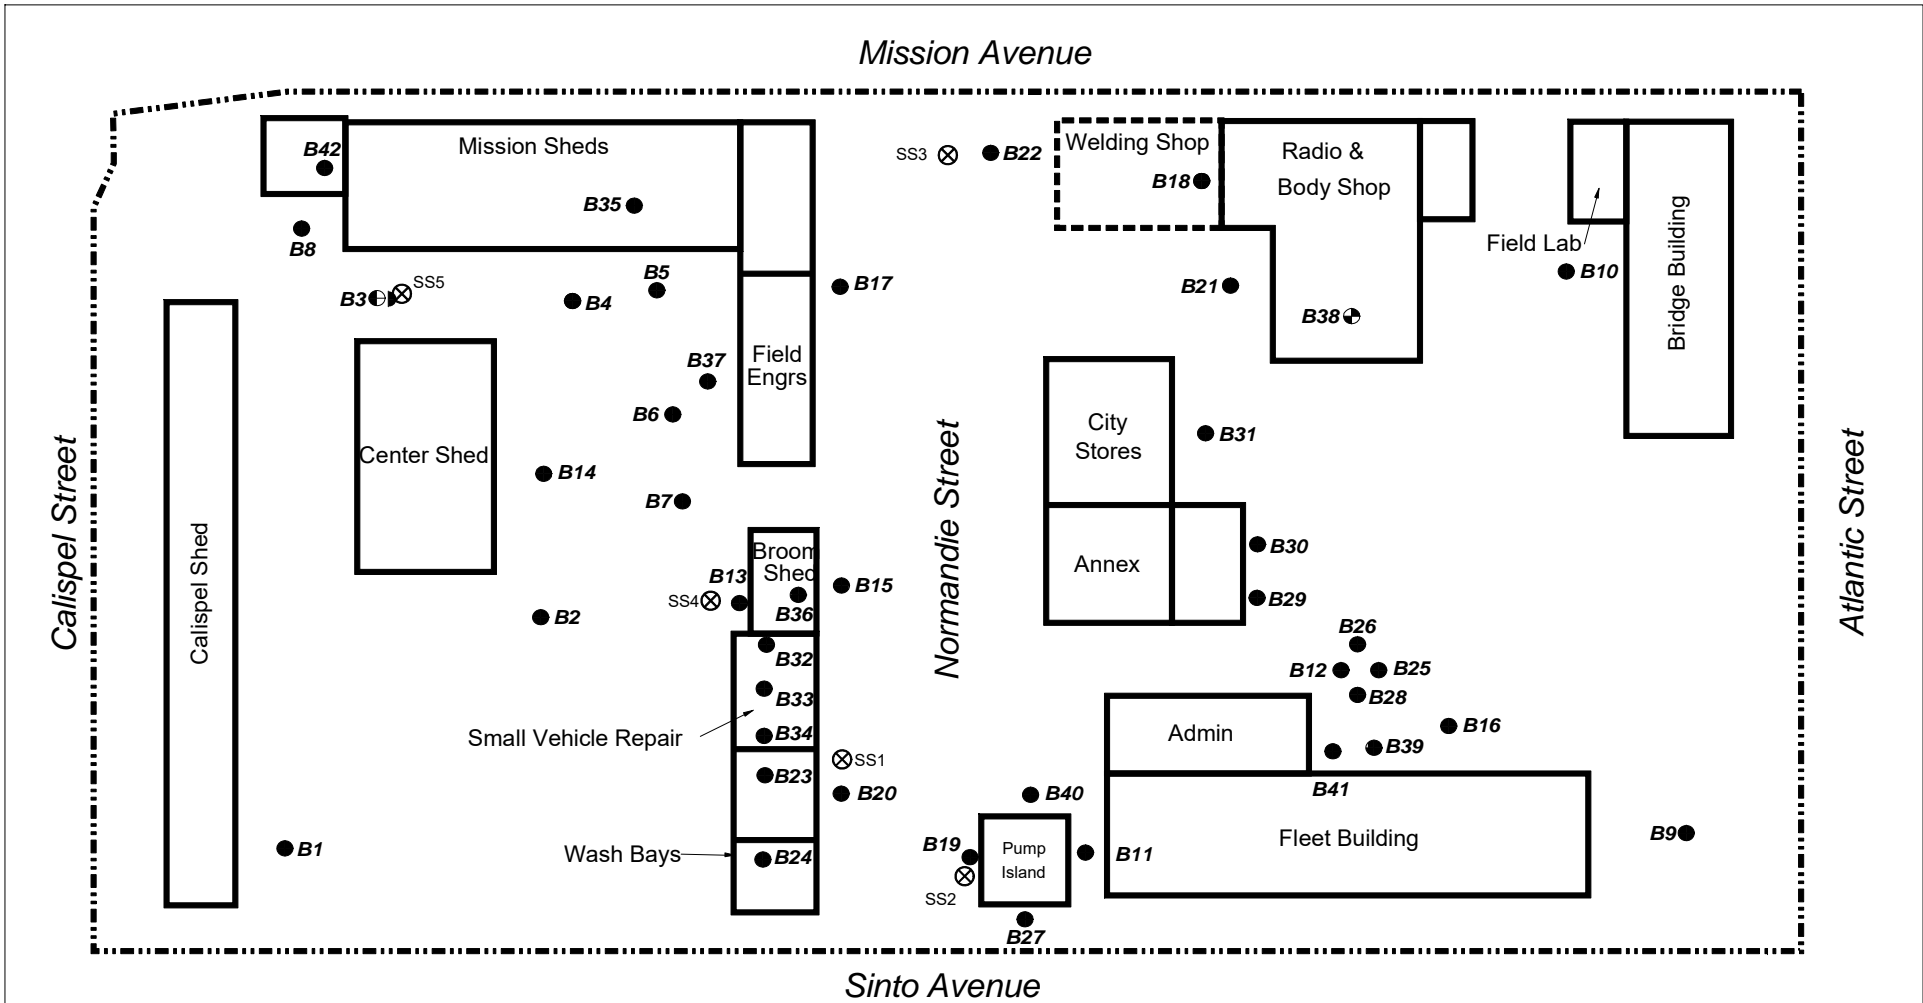 Mission Avenue
Mission Sheds
B42
B35
B8
SS3
B22
Welding Shop
B18
Radio &
Body Shop
Field Lab
B10
Bridge Building
B3
SS5
B4
B5
B17
B21
B38
B37
B6
Field
Engrs
Center Shed
B14
B7
City
Stores
B31
Calispel Street
Calispel Shed
Normandie Street
Atlantic Street
Broom
Shed
B13
SS4
B36
B15
B2
Annex
B30
B29
B32
B33
B34
Small Vehicle Repair
B26
B12
B25
B28
B16
B39
B41
Admin
SS1
B23
B20
B40
B1
Wash Bays
B24
B19
SS2
Pump
Island
B11
Fleet Building
B9
B27
Sinto Avenue